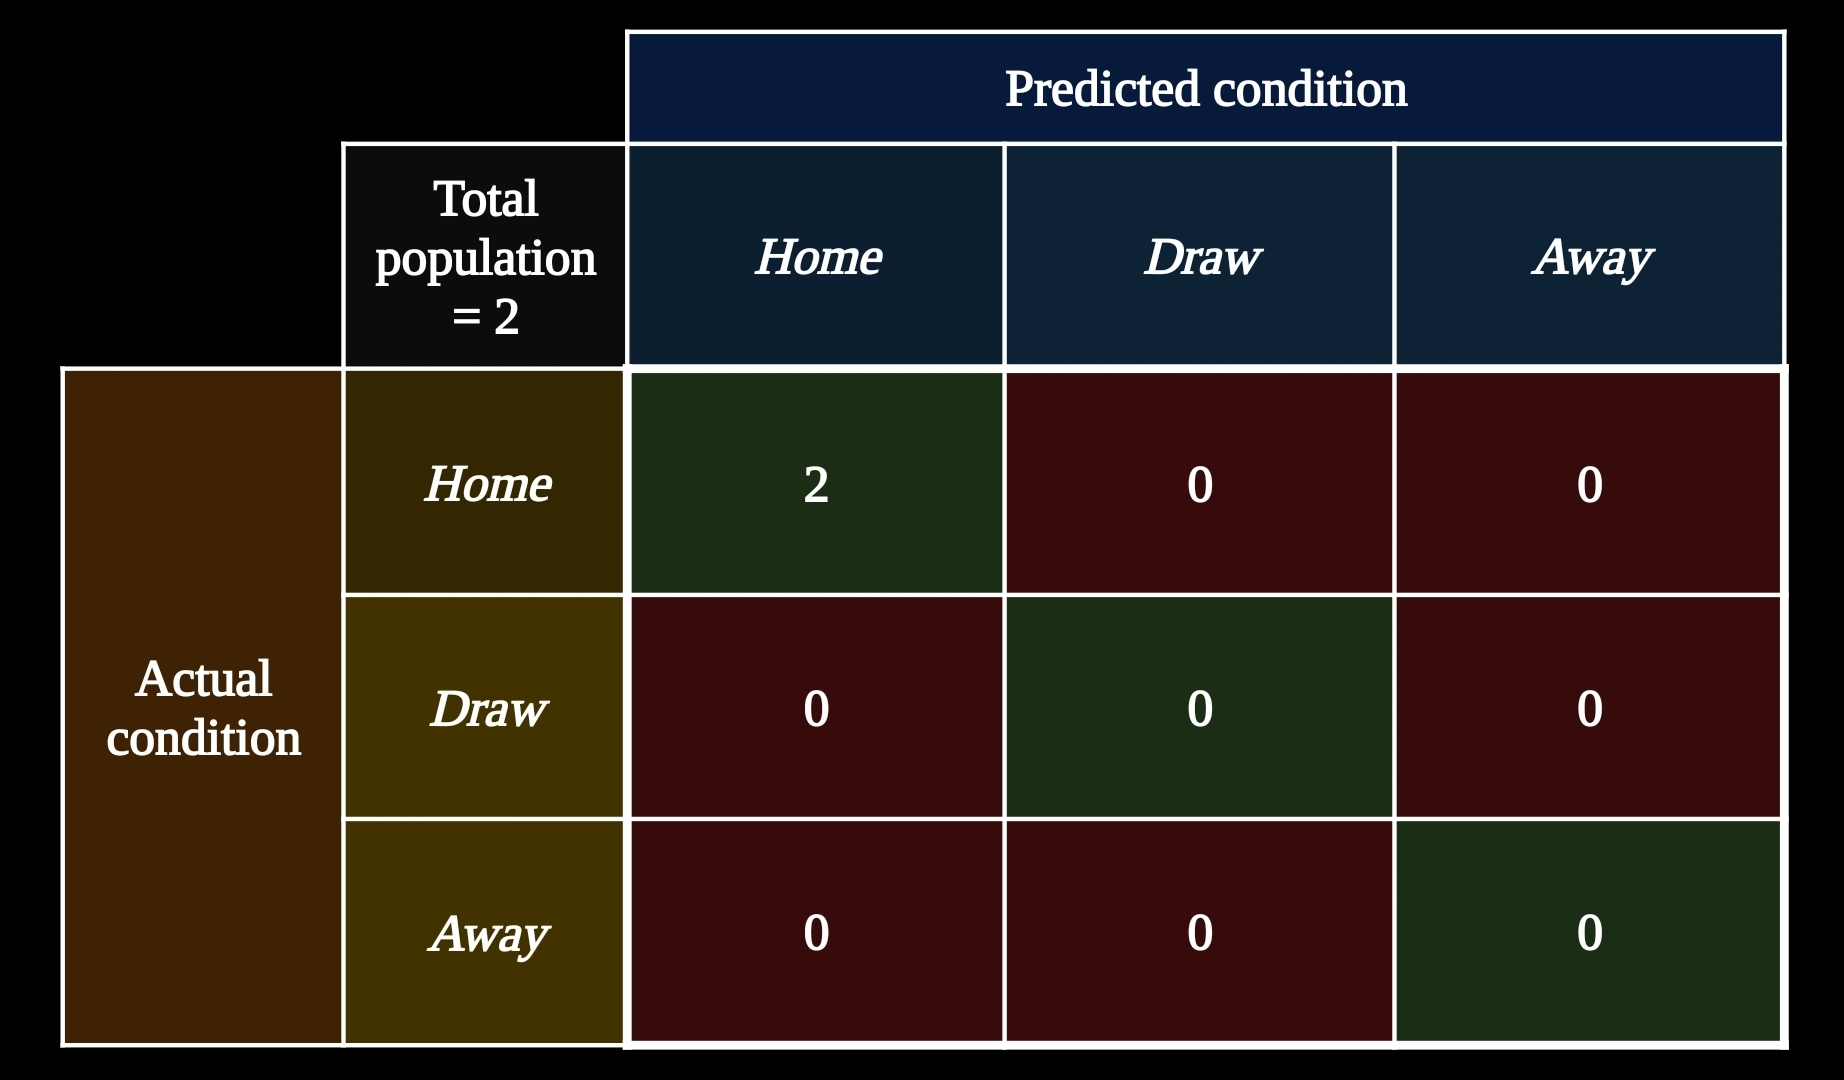 Predicted condition
Total
population
= 2
Home Draw Away
Home 2 0 0
Actual
condition
Draw 0 0 0
Away 0 0 0